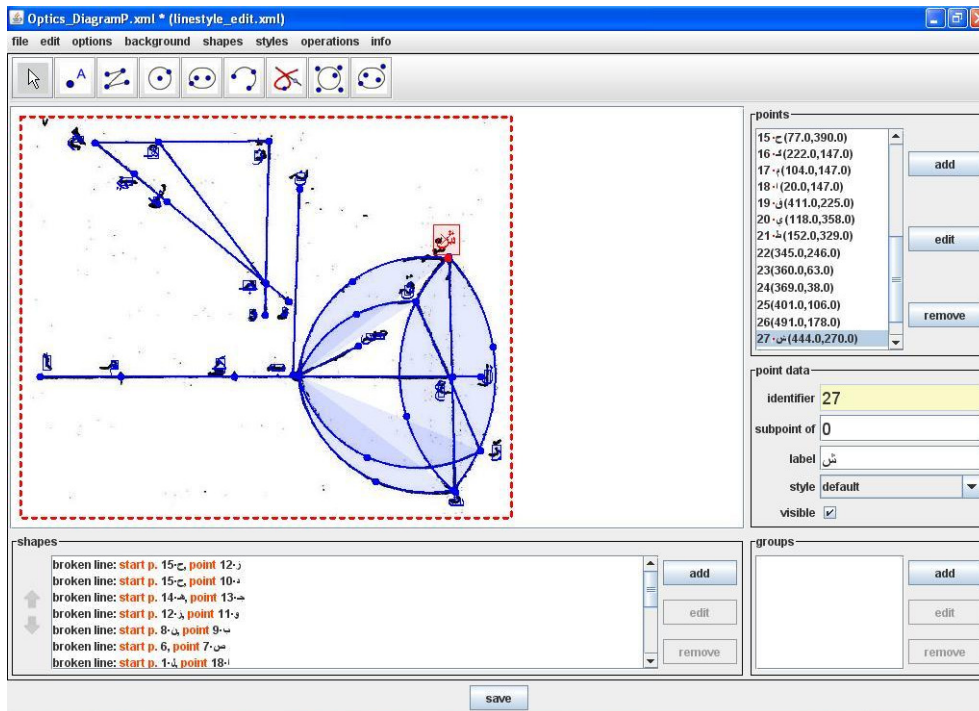 Optics_DiagramP.xml * (linestyle_edit.xml)
file edit options background shapes styles operations info
A
points
15·ح(77.0,390.0)
16·ک(222.0,147.0)
17·م(104.0,147.0)
18·ا(20.0,147.0)
19·ق(411.0,225.0)
20·ي(118.0,358.0)
21·ط(152.0,329.0)
22(345.0,246.0)
23(360.0,63.0)
24(369.0,38.0)
25(401.0,106.0)
26(491.0,178.0)
27·ش(444.0,270.0)
add
edit
remove
point data
identifier 27
subpoint of 0
label ش
style default
visible
shapes
broken line: start p. 15·ح, point 12·ز
broken line: start p. 15·ح, point 10·د
broken line: start p. 14·هـ, point 13·جـ
broken line: start p. 12·ز, point 11·و
broken line: start p. 8·ن, point 9·ب
broken line: start p. 6, point 7·ص
broken line: start p. 1·ل, point 18·ا
add
edit
remove
groups
add
edit
remove
save